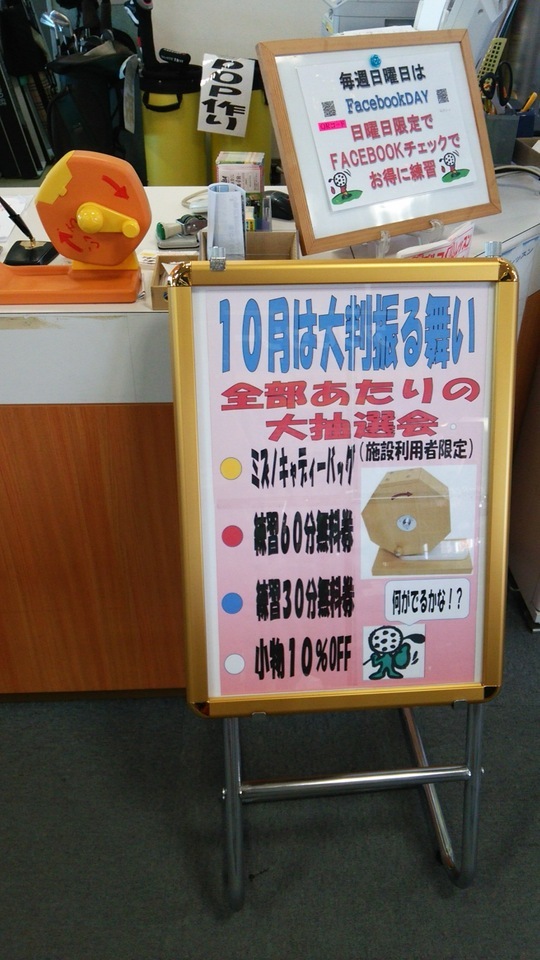 POP作り
毎週日曜日は
FacebookDAY
日曜日限定で
FACEBOOKチェックで
お得に練習
10月は大判振る舞い
全部あたりの
大抽選会
(施設利用者限定)
ミズノキャディーバッグ
練習60分無料券
練習30分無料券
何がでるかな!?
小物10%OFF